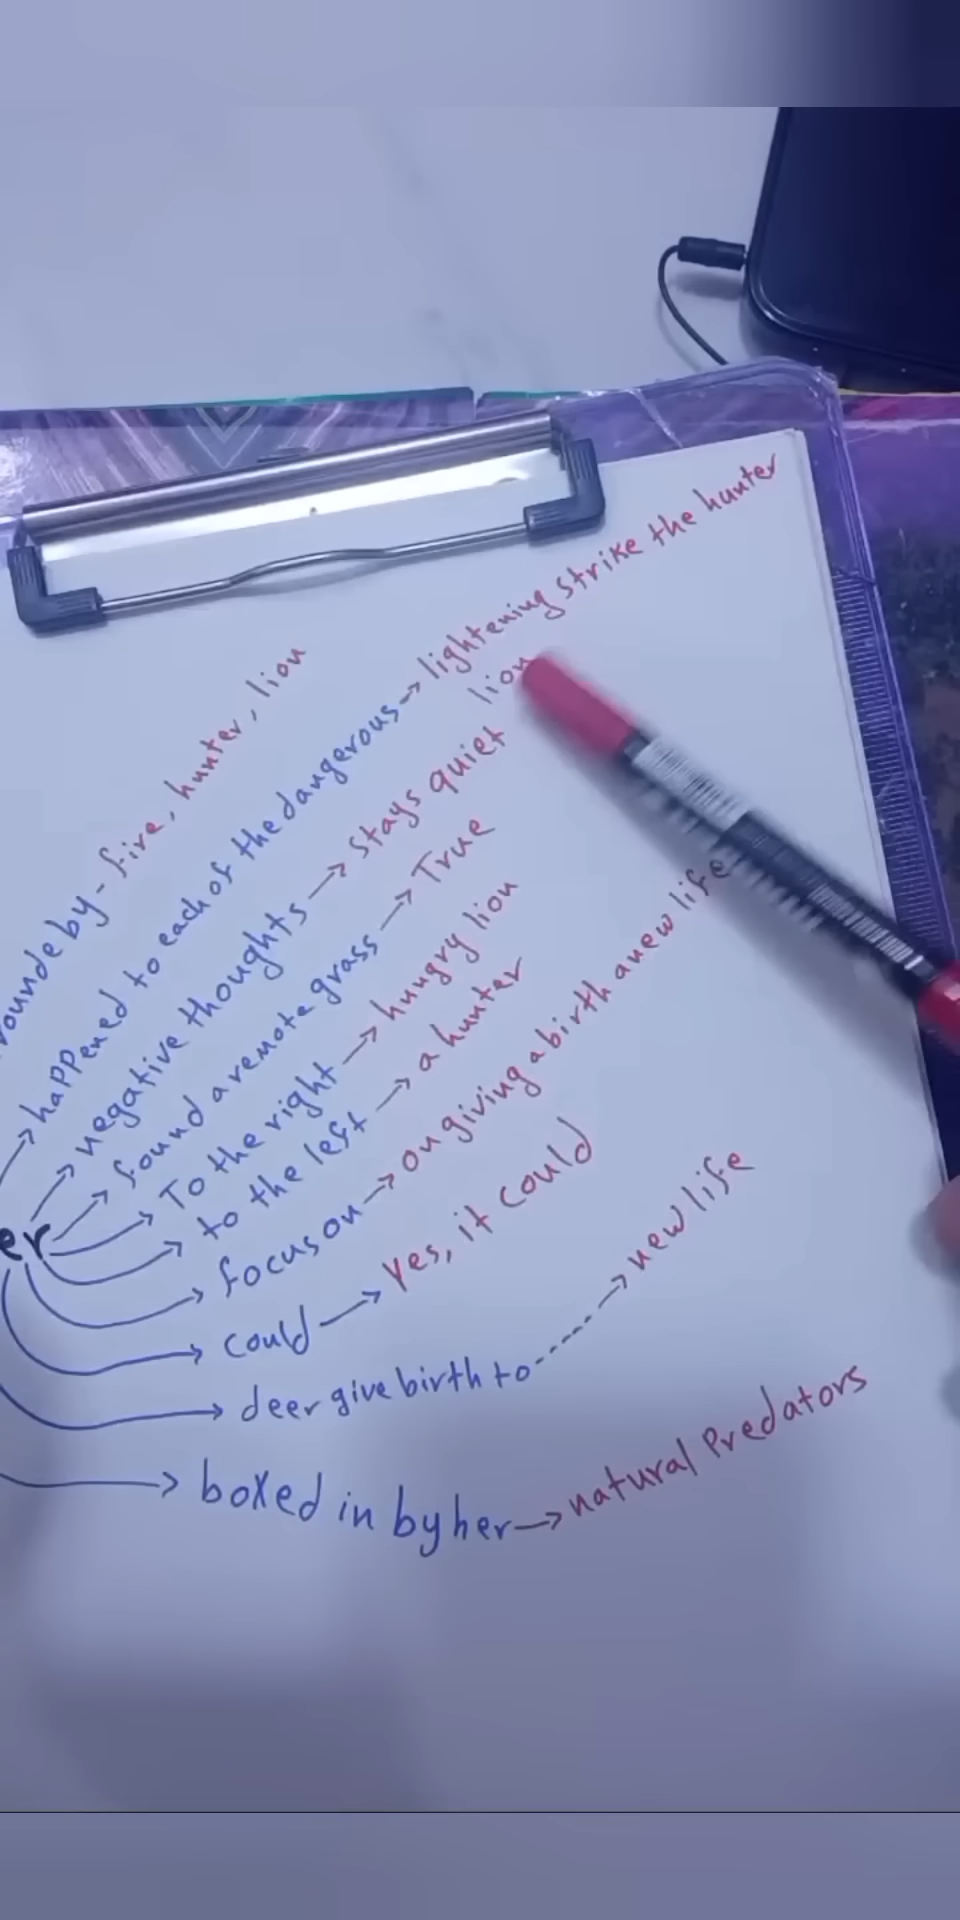 by - fire, hunter, lion
happened to each of the dangerous → lightening strike the hunter
lion
negative thoughts → stays quiet
found a remote grass → True
To the right → hungry lion
to the left → a hunter
focus on → on giving a birth a new life
could → yes, it could
deer give birth to ----→ new life
boxed in by her → natural Predators
er